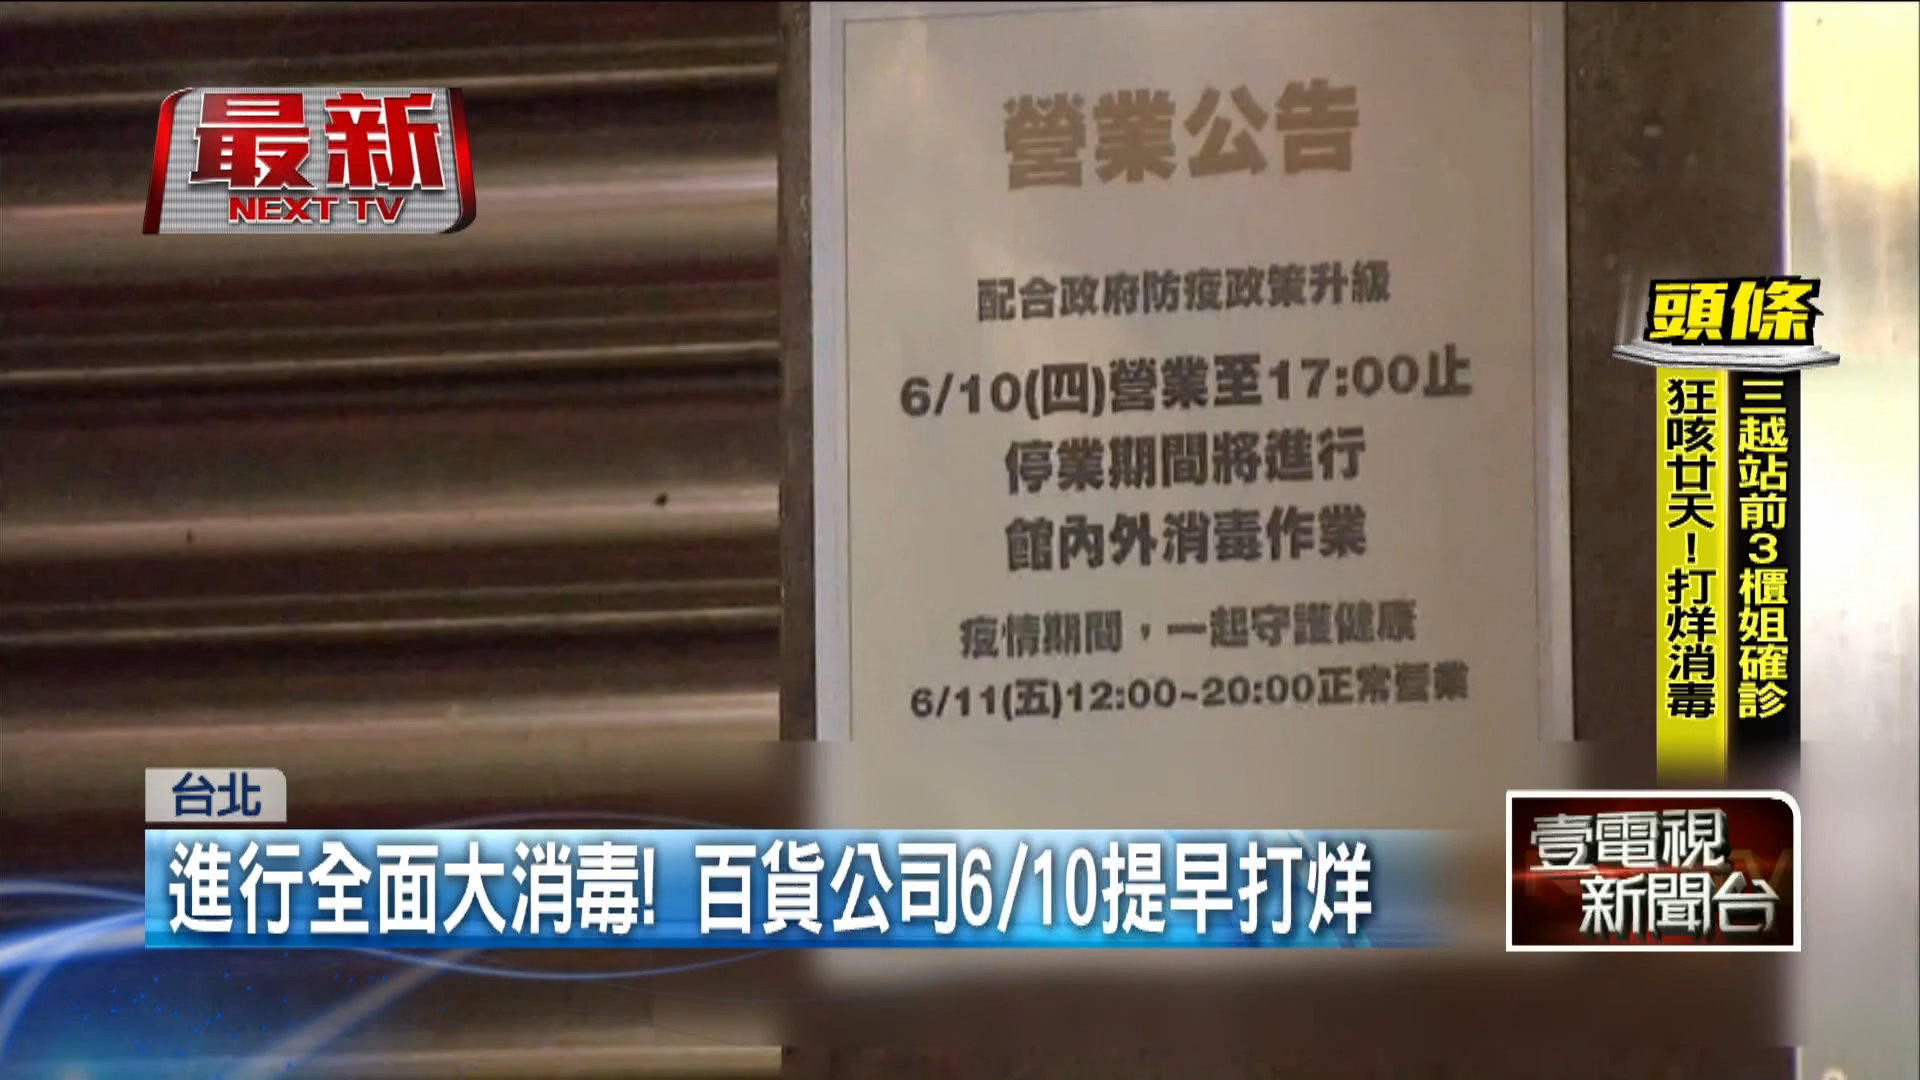 最新
NEXT TV
營業公告
配合政府防疫政策升級
6/10(四)營業至17:00止
停業期間將進行
館內外消毒作業
疫情期間，一起守護健康
6/11(五)12:00~20:00正常營業
頭條
三越站前3櫃姐確診
狂咳廿天！打烊消毒
台北
進行全面大消毒! 百貨公司6/10提早打烊
壹電視
新聞台